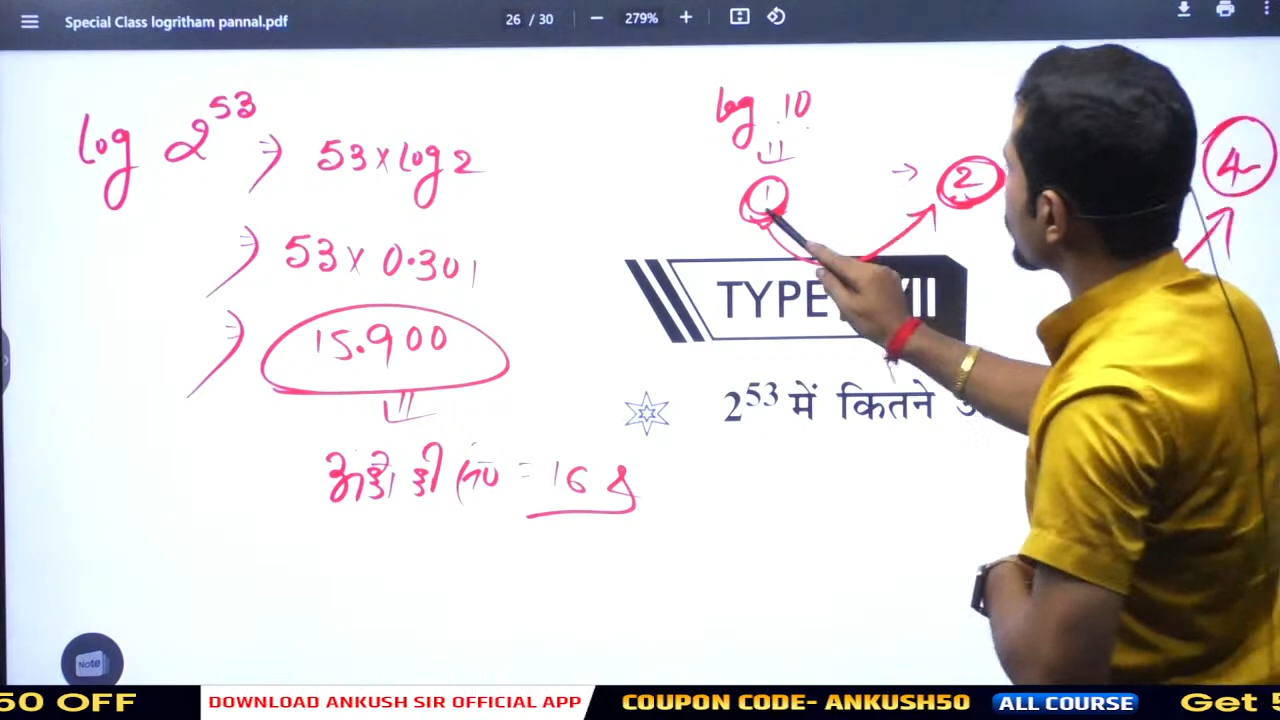 Special Class logritham pannal.pdf
26 / 30
279%
log 2^53 ⇒ 53×log 2
⇒ 53× 0.301
⇒ 15.900
= 16
log 10
1
→ 2
4
TYPE
II
2^53 में कितने
Note
50 OFF
DOWNLOAD ANKUSH SIR OFFICIAL APP
COUPON CODE- ANKUSH50
ALL COURSE
Get 5